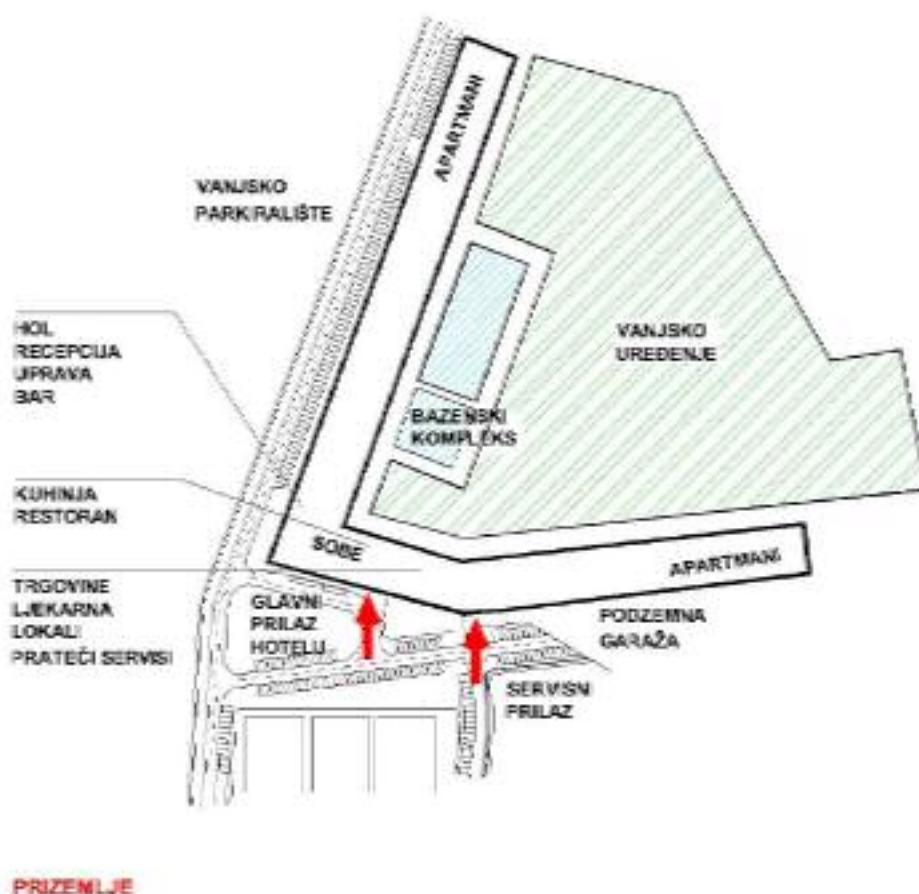 APARTMANI
VANJSKO
PARKIRALIŠTE
HOL
RECEPCIJA
UPRAVA
BAR
VANJSKO
UREĐENJE
BAZENSKI
KOMPLEKS
KUHINJA
RESTORAN
SOBE
APARTMANI
TRGOVINE
LJEKARNA
LOKALI
PRATEĆI SERVISI
GLAVNI
PRILAZ
HOTELU
PODZEMNA
GARAŽA
SERVISNI
PRILAZ
PRIZEMLJE